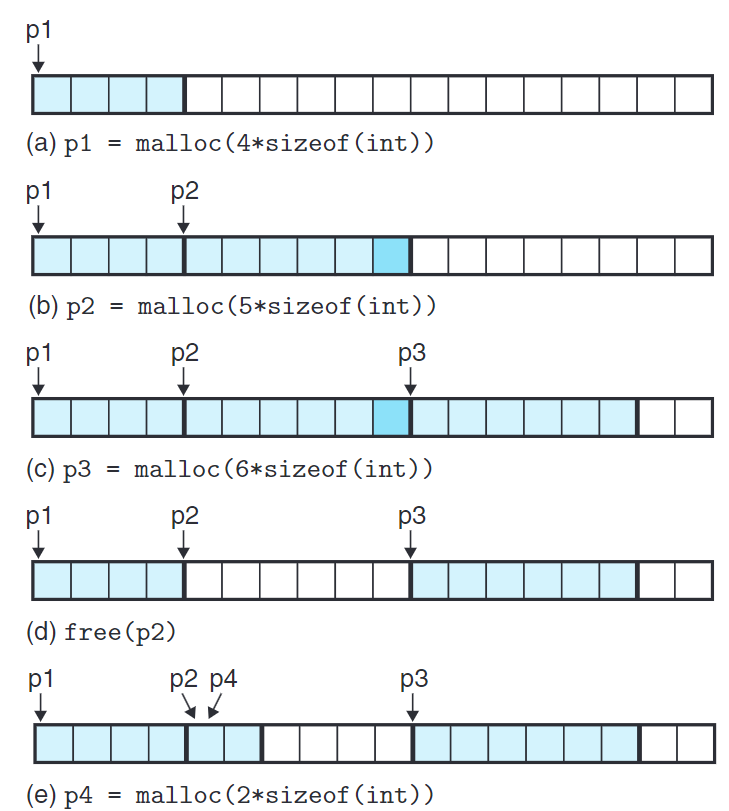 p1
(a) p1 = malloc(4*sizeof(int))
p1 p2
(b) p2 = malloc(5*sizeof(int))
p1 p2 p3
(c) p3 = malloc(6*sizeof(int))
p1 p2 p3
(d) free(p2)
p1 p2 p4 p3
(e) p4 = malloc(2*sizeof(int))